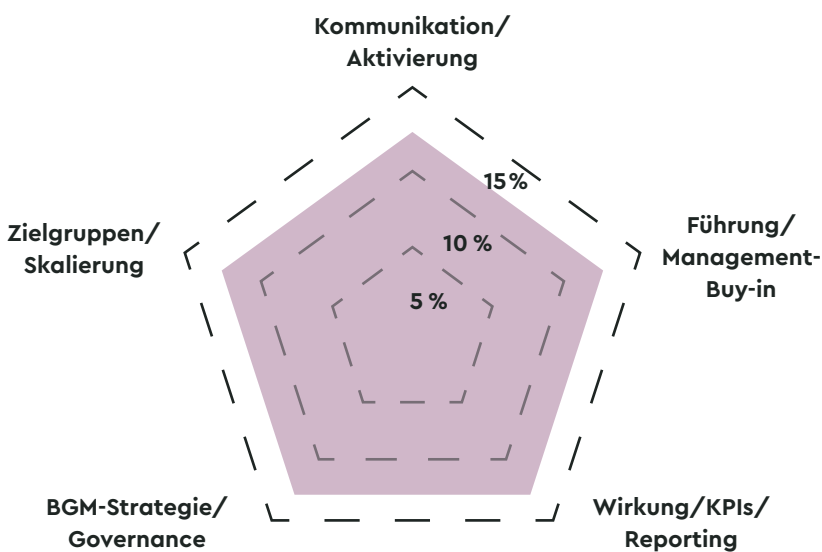 Kommunikation/
Aktivierung
15%
Führung/
Management-
Buy-in
Zielgruppen/
Skalierung
10 %
5 %
BGM-Strategie/
Governance
Wirkung/KPIs/
Reporting